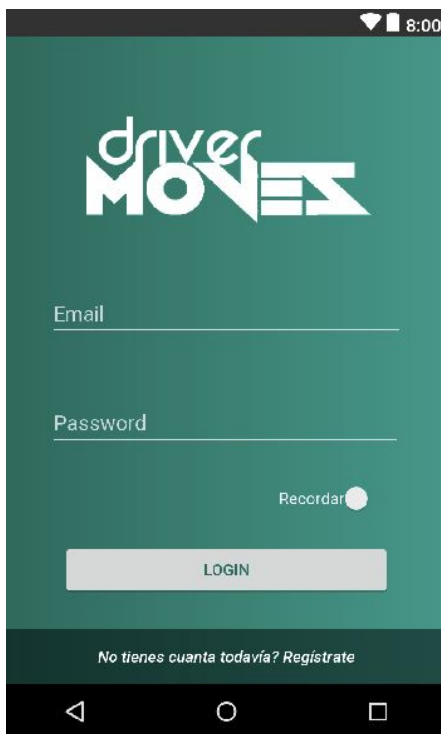 8:00
driver
MOVES
Email
Password
Recordar
LOGIN
No tienes cuanta todavía? Regístrate